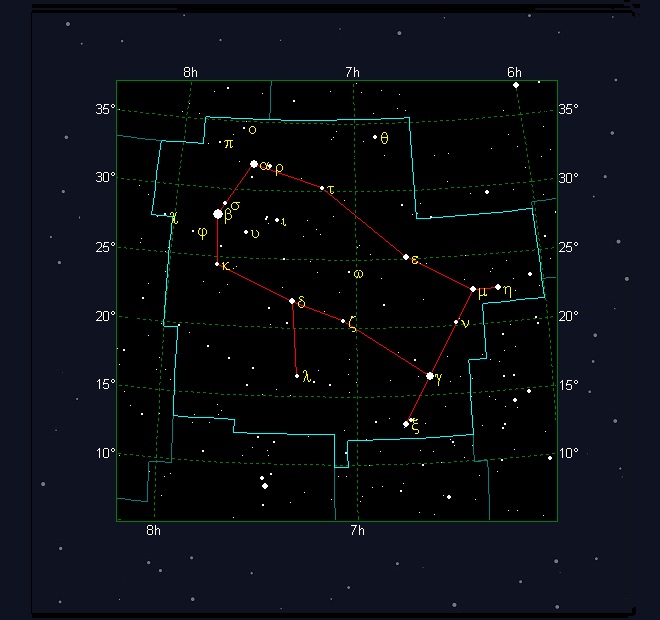 8h 7h 6h
35° 35°
ο
π θ
α ρ
30° 30°
τ
σ
χ β
φ υ ι
25° 25°
κ ε
ω
δ μ η
20° ζ ν 20°
15° λ γ 15°
ξ
10° 10°
8h 7h